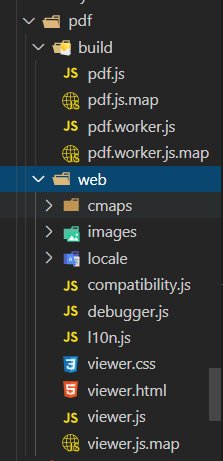 pdf
build
JS pdf.js
pdf.js.map
JS pdf.worker.js
pdf.worker.js.map
web
cmaps
images
locale
JS compatibility.js
JS debugger.js
JS l10n.js
viewer.css
viewer.html
JS viewer.js
viewer.js.map